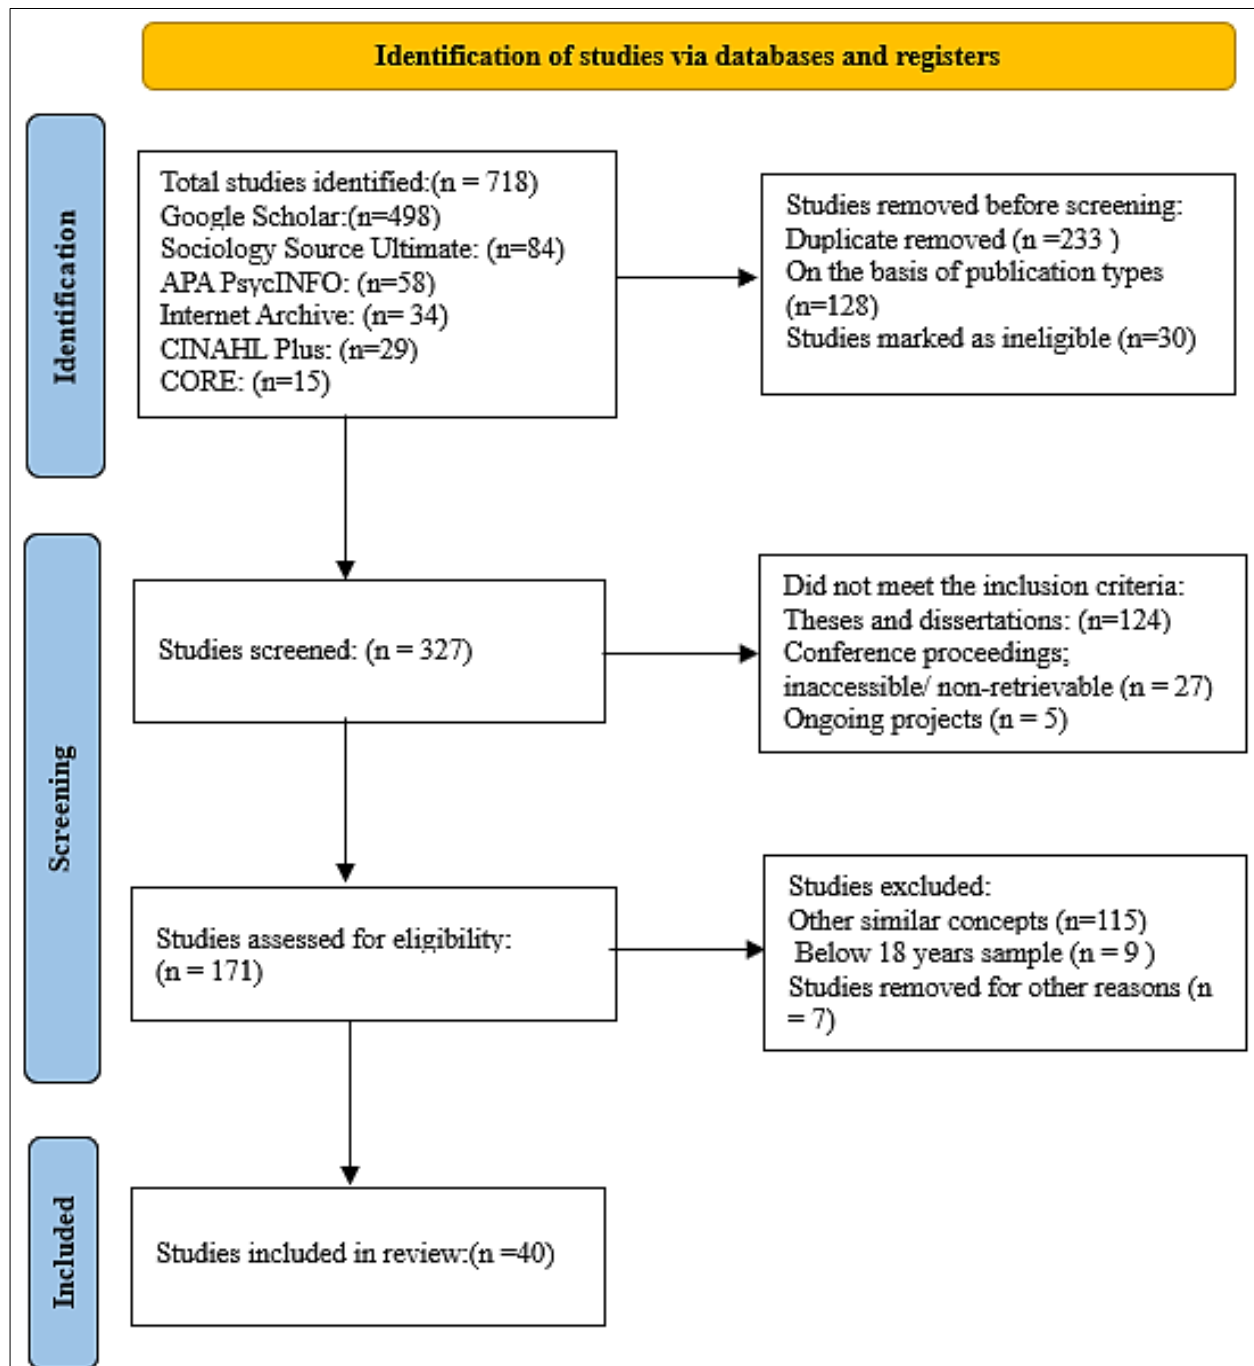 Identification of studies via databases and registers
Identification
Total studies identified:(n = 718)
Google Scholar:(n=498)
Sociology Source Ultimate: (n=84)
APA PsycINFO: (n=58)
Internet Archive: (n= 34)
CINAHL Plus: (n=29)
CORE: (n=15)
Studies removed before screening:
Duplicate removed (n =233 )
On the basis of publication types
(n=128)
Studies marked as ineligible (n=30)
Screening
Studies screened: (n = 327)
Did not meet the inclusion criteria:
Theses and dissertations: (n=124)
Conference proceedings;
inaccessible/ non-retrievable (n = 27)
Ongoing projects (n = 5)
Studies assessed for eligibility:
(n = 171)
Studies excluded:
Other similar concepts (n=115)
Below 18 years sample (n = 9 )
Studies removed for other reasons (n
= 7)
Included
Studies included in review:(n =40)